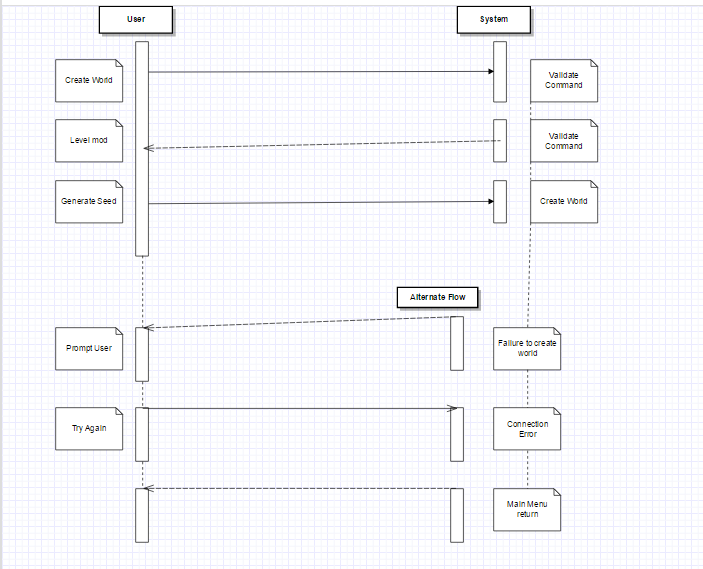 User
System
Create World
Validate
Command
Level mod
Validate
Command
Generate Seed
Create World
Alternate Flow
Prompt User
Failure to create
world
Try Again
Connection
Error
Main Menu
return